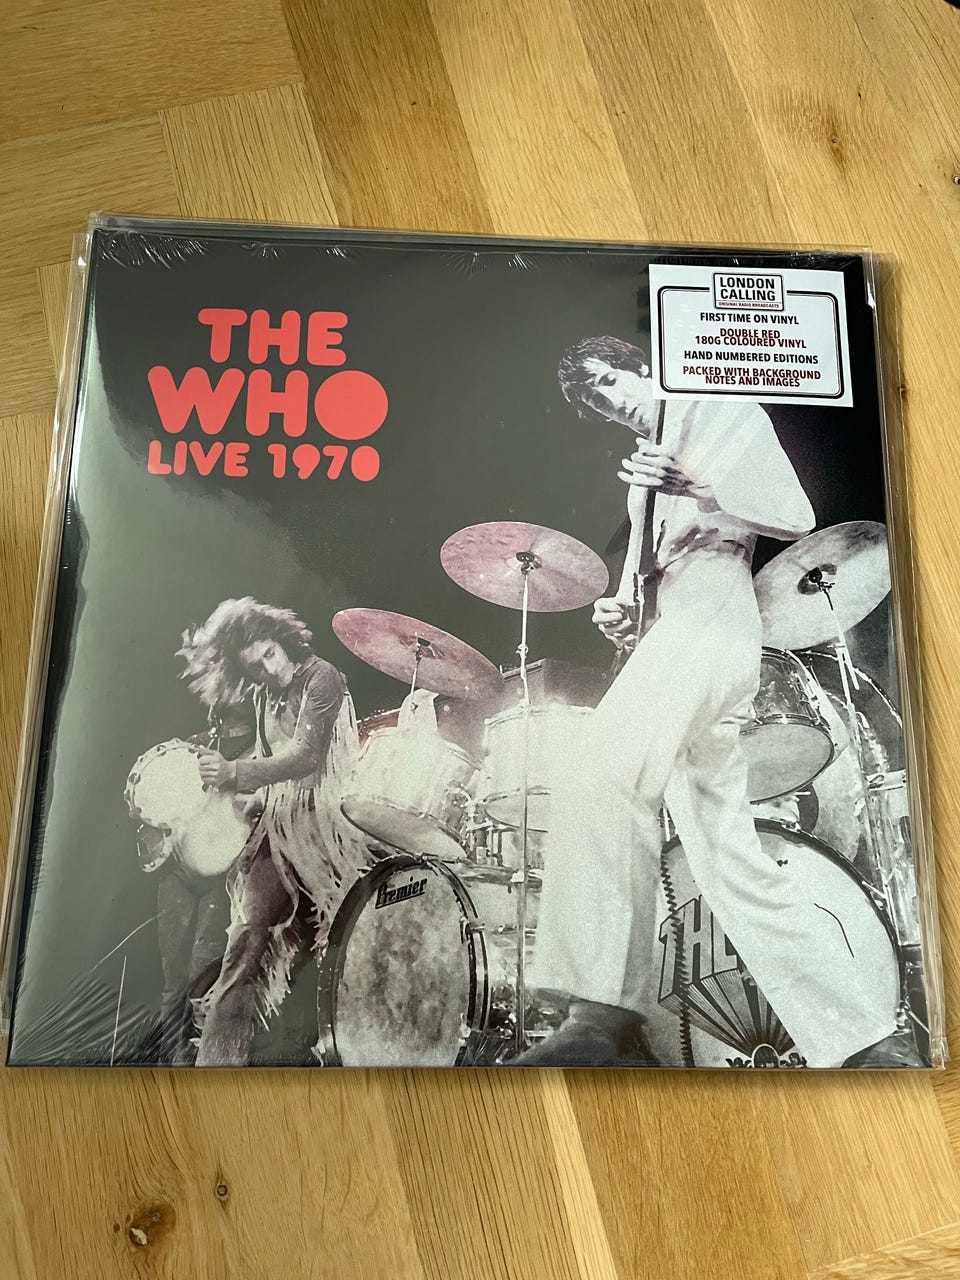 THE
WHO
LIVE 1970
LONDON
CALLING
ORIGINAL RADIO BROADCASTS
FIRST TIME ON VINYL
DOUBLE RED
180G COLOURED VINYL
HAND NUMBERED EDITIONS
PACKED WITH BACKGROUND
NOTES AND IMAGES
Premier
THE